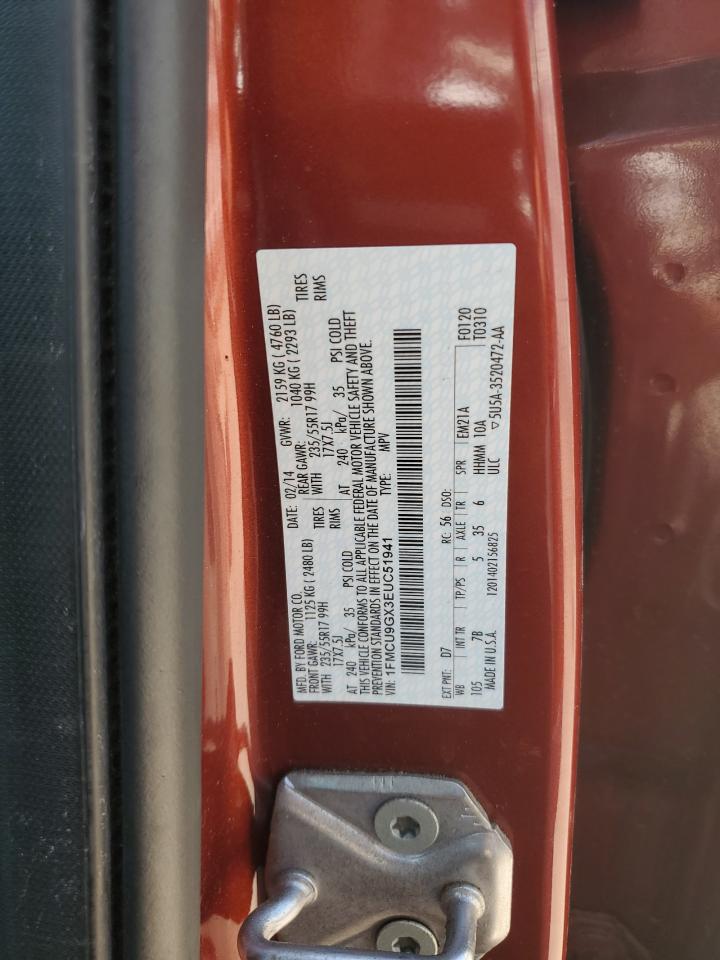 MFD. BY FORD MOTOR CO.
DATE: 02/14 GVWR: 2159 KG ( 4760 LB)
FRONT GAWR: 1125 KG (2480 LB) REAR GAWR: 1040 KG ( 2293 LB)
WITH 235/55R17 99H TIRES WITH 235/55R17 99H TIRES
17X7.5J RIMS 17X7.5J RIMS
AT 240 kPa/ 35 PSI COLD AT 240 kPa/ 35 PSI COLD
THIS VEHICLE CONFORMS TO ALL APPLICABLE FEDERAL MOTOR VEHICLE SAFETY AND THEFT
PREVENTION STANDARDS IN EFFECT ON THE DATE OF MANUFACTURE SHOWN ABOVE.
VIN: 1FMCU9GX3EUC51941 TYPE: MPV
EXT PNT: D7 RC: 56 DSO: F0120
WB INT TR TP/PS R AXLE TR SPR EM21A T0310
105 7B 5 35 6 HHMM 10A
MADE IN U.S.A. 1201402156825 UIC ▽5U5A-3520472-AA